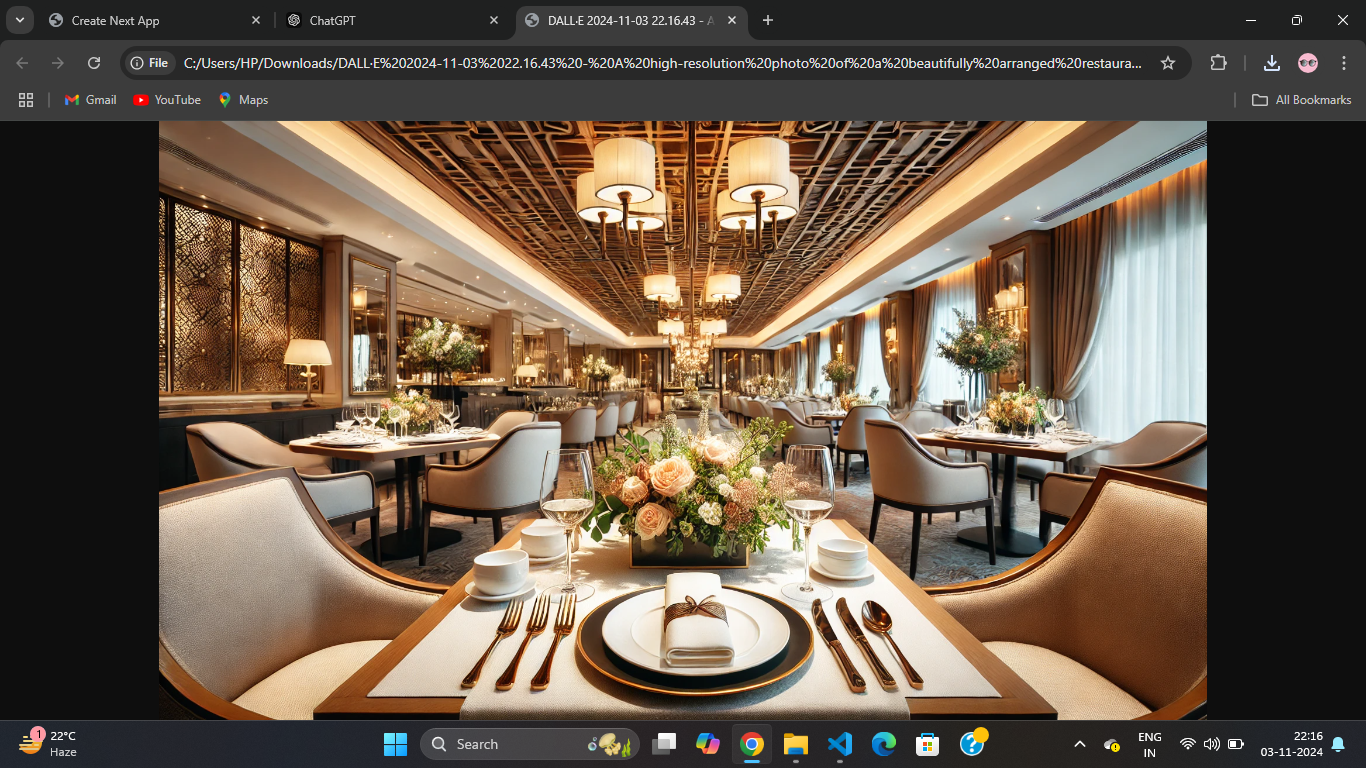 Create Next App
ChatGPT
DALL·E 2024-11-03 22.16.43 - A
File
C:/Users/HP/Downloads/DALL·E%202024-11-03%2022.16.43%20-%20A%20high-resolution%20photo%20of%20a%20beautifully%20arranged%20restaura...
Gmail
YouTube
Maps
All Bookmarks
1
22°C
Haze
Search
ENG
IN
22:16
03-11-2024